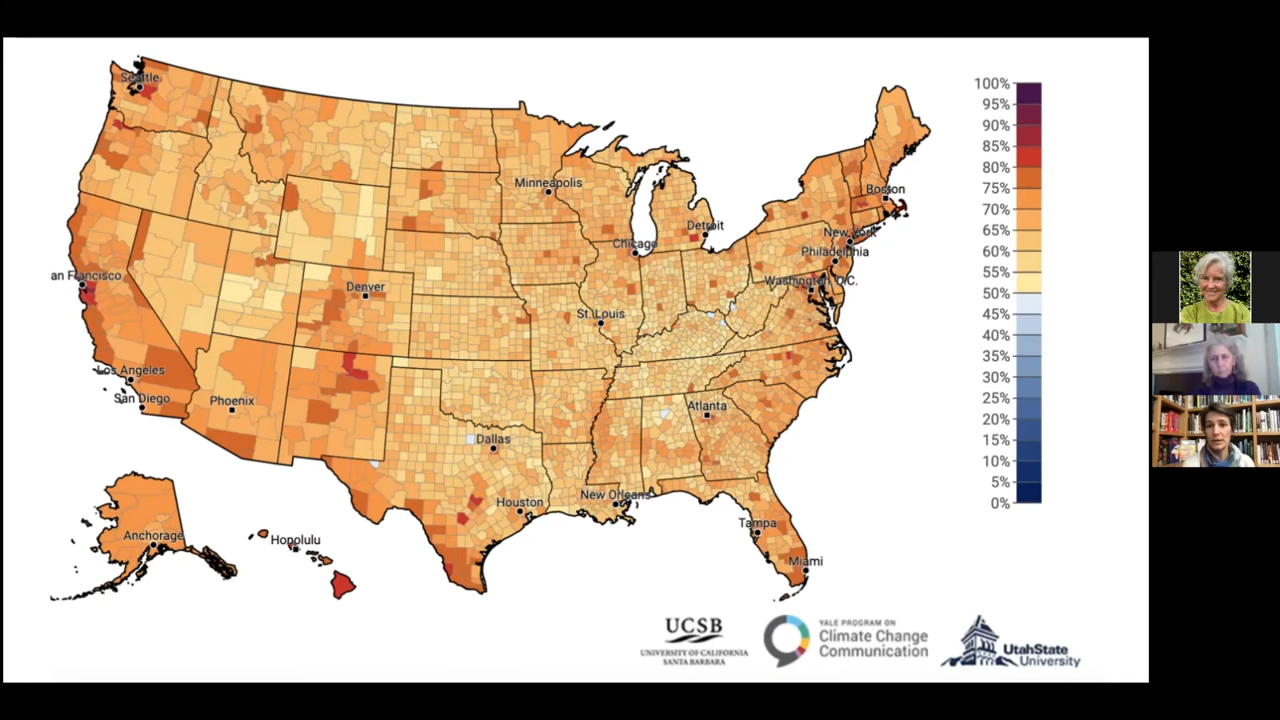 Seattle
Minneapolis
Boston
Detroit
New York
Chicago
Philadelphia
an Francisco
Washington, D.C.
Denver
St. Louis
Los Angeles
San Diego
Phoenix
Atlanta
Dallas
Houston
New Orleans
Tampa
Anchorage
Honolulu
Miami
100%
95%
90%
85%
80%
75%
70%
65%
60%
55%
50%
45%
40%
35%
30%
25%
20%
15%
10%
5%
0%
UCSB
UNIVERSITY OF CALIFORNIA
SANTA BARBARA
YALE PROGRAM ON
Climate Change
Communication
UtahState
University